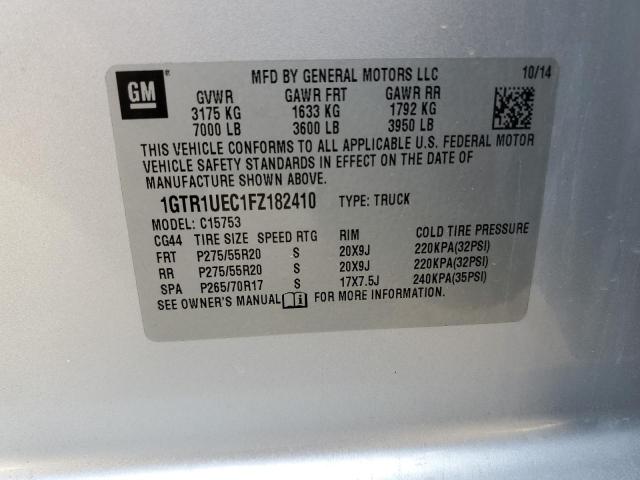 GM
MFD BY GENERAL MOTORS LLC 10/14
GVWR GAWR FRT GAWR RR
3175 KG 1633 KG 1792 KG
7000 LB 3600 LB 3950 LB
THIS VEHICLE CONFORMS TO ALL APPLICABLE U.S. FEDERAL MOTOR
VEHICLE SAFETY STANDARDS IN EFFECT ON THE DATE OF
MANUFACTURE SHOWN ABOVE.
1GTR1UEC1FZ182410 TYPE: TRUCK
MODEL: C15753
CG44 TIRE SIZE SPEED RTG RIM COLD TIRE PRESSURE
FRT P275/55R20 S 20X9J 220KPA(32PSI)
RR P275/55R20 S 20X9J 220KPA(32PSI)
SPA P265/70R17 S 17X7.5J 240KPA(35PSI)
SEE OWNER'S MANUAL FOR MORE INFORMATION.